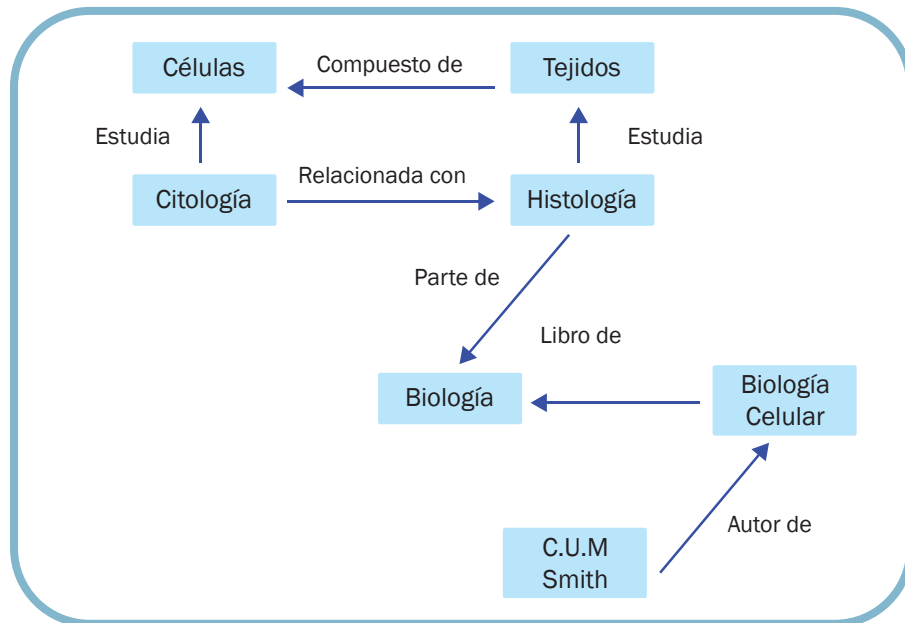 Células
Compuesto de
Tejidos
Estudia
Estudia
Citología
Relacionada con
Histología
Parte de
Libro de
Biología
Biología
Celular
Autor de
C.U.M
Smith